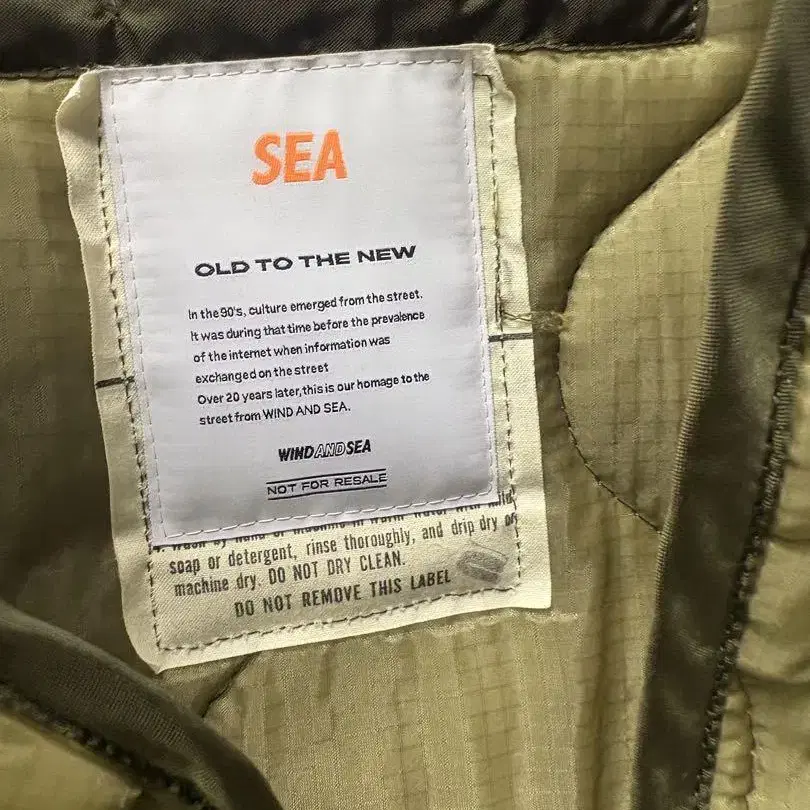 SEA
OLD TO THE NEW
In the 90's, culture emerged from the street.
It was during that time before the prevalence
of the internet when information was
exchanged on the street
Over 20 years later,this is our homage to the
street from WIND AND SEA.
WINDANDSEA
NOT FOR RESALE
soap or detergent, rinse thoroughly, and drip dry or
machine dry. DO NOT DRY CLEAN.
DO NOT REMOVE THIS LABEL